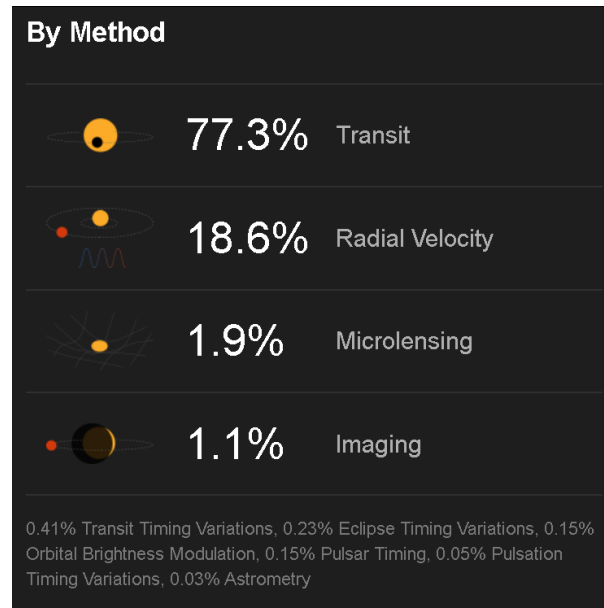 By Method
77.3% Transit
18.6% Radial Velocity
1.9% Microlensing
1.1% Imaging
0.41% Transit Timing Variations, 0.23% Eclipse Timing Variations, 0.15%
Orbital Brightness Modulation, 0.15% Pulsar Timing, 0.05% Pulsation
Timing Variations, 0.03% Astrometry